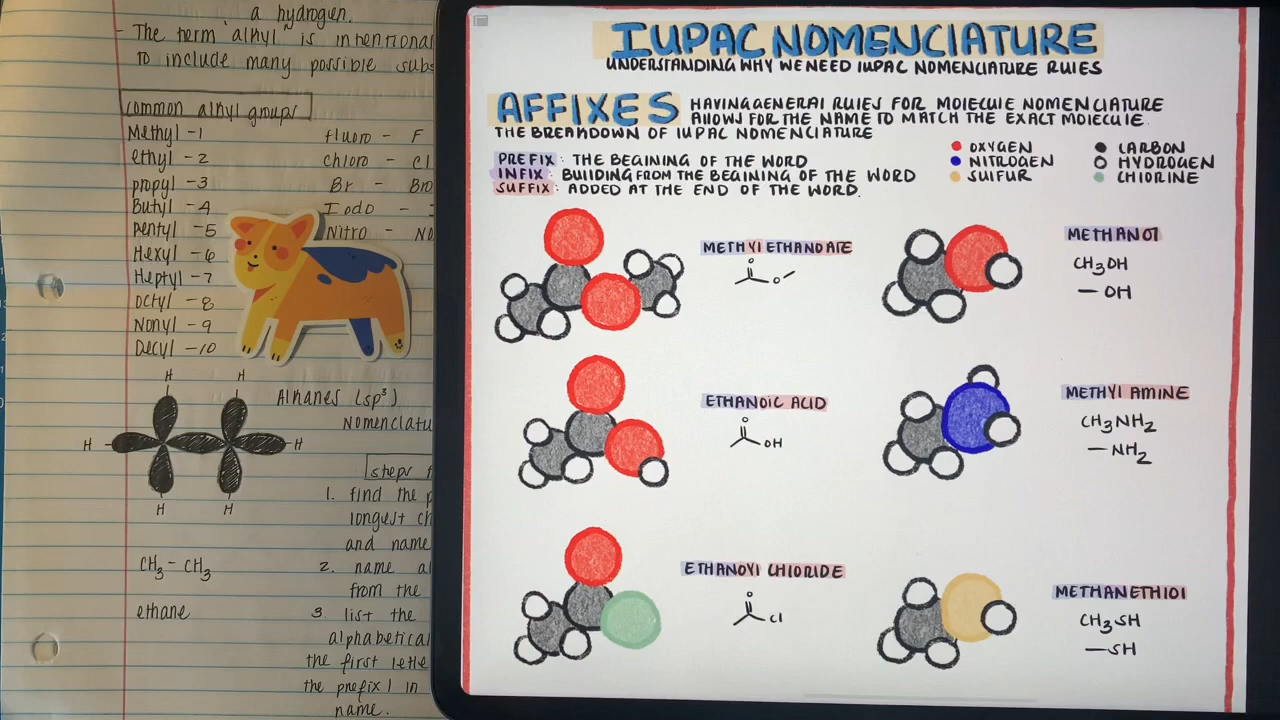 a hydrogen.
- The term alkyl is intentional
to include many possible subs
common alkyl groups
Methyl -1
ethyl -2
propyl -3
Butyl -4
Pentyl -5
Hexyl -6
Heptyl -7
Octyl -8
Nonyl -9
Decyl -10
fluoro - F
chloro - Cl
Br - Bro
Iodo -
Nitro - NO
H H
H H
H H
Alkanes (sp³)
Nomenclatu
steps
1. find the p
longest ch
and name
2. name al
from the
3. list the
alphabetical
the first lette
the prefix) in
name.
CH₃ - CH₃
ethane
IUPAC NOMENCLATURE
UNDERSTANDING WHY WE NEED IUPAC NOMENCLATURE RULES
AFFIXES
HAVING GENERAL RULES FOR MOLECULE NOMENCLATURE
ALLOWS FOR THE NAME TO MATCH THE EXACT MOLECULE.
THE BREAKDOWN OF IUPAC NOMENCLATURE
PREFIX: THE BEGINING OF THE WORD
INFIX: BUILDING FROM THE BEGINING OF THE WORD
SUFFIX: ADDED AT THE END OF THE WORD.
OXYGEN
NITROGEN
SULFUR
CARBON
HYDROGEN
CHLORINE
METHYL ETHANOATE
O
O
METHANOL
CH₃OH
— OH
ETHANOIC ACID
O
OH
METHYL AMINE
CH₃NH₂
— NH₂
ETHANOYL CHLORIDE
O
Cl
METHANETHIOL
CH₃SH
— SH